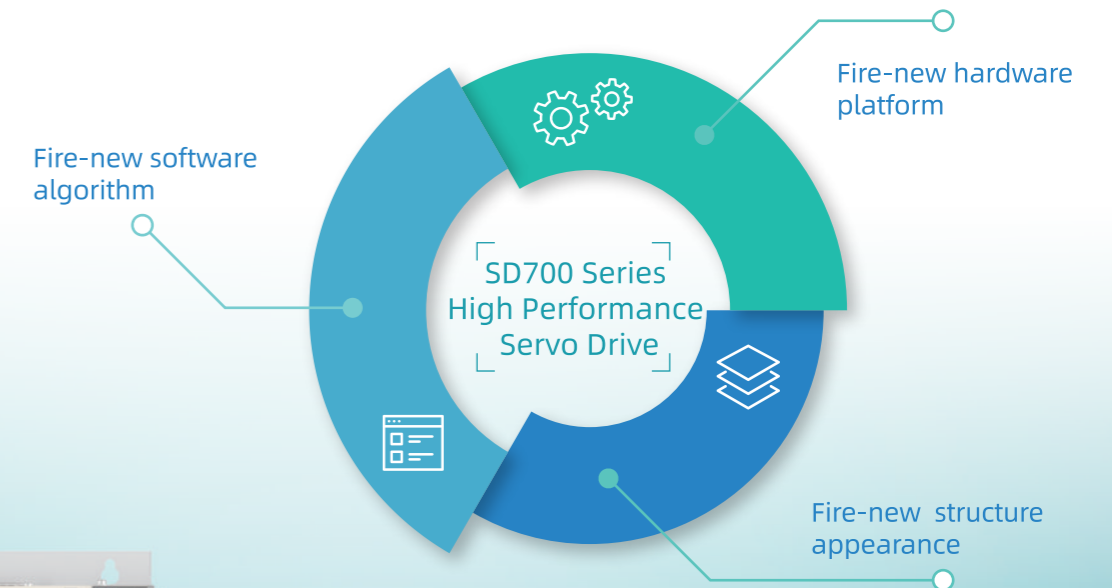 Fire-new hardware
platform
Fire-new software
algorithm
SD700 Series
High Performance
Servo Drive
Fire-new structure
appearance